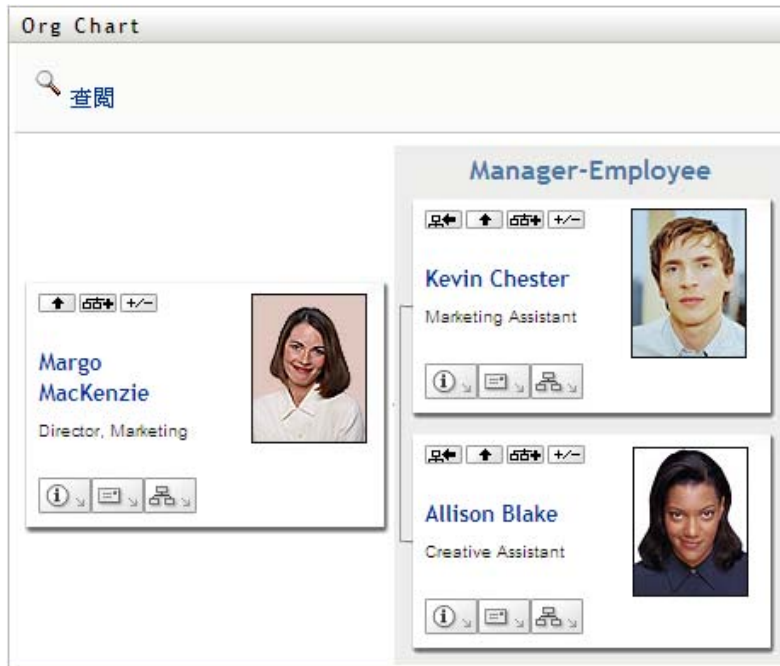 Org Chart
查閱
Manager-Employee
+/−
Kevin Chester
Marketing Assistant
+/−
Margo
MacKenzie
Director, Marketing
+/−
Allison Blake
Creative Assistant